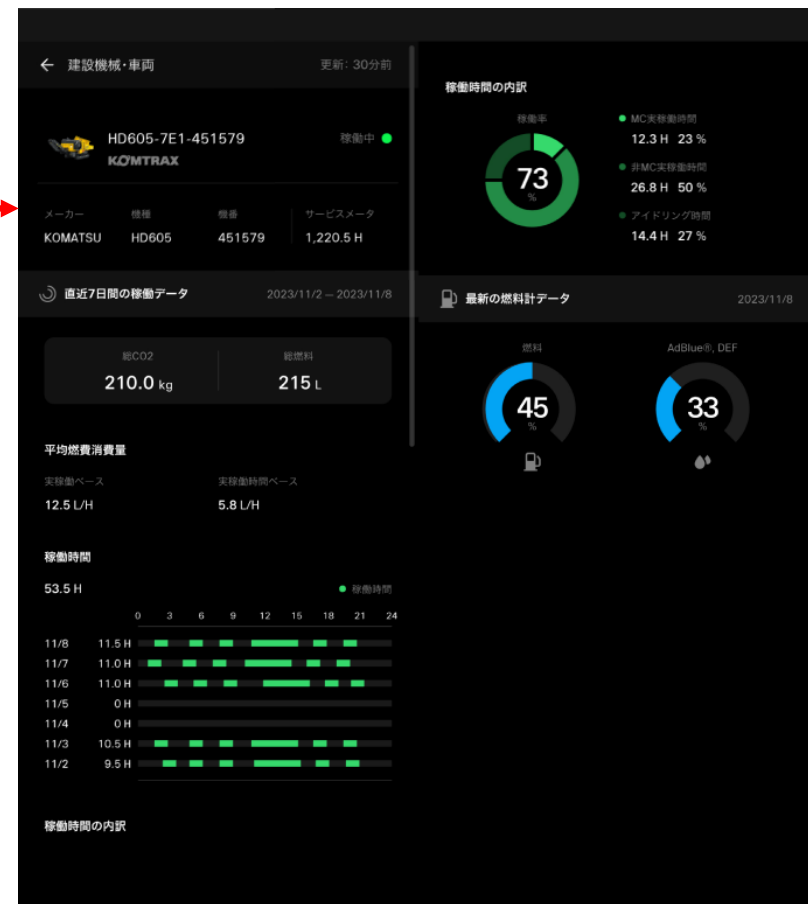 建設機械・車両 更新: 30分前
HD605-7E1-451579 稼働中
KOMTRAX
メーカー 機種 機番 サービスメータ
KOMATSU HD605 451579 1,220.5 H
直近7日間の稼働データ 2023/11/2 – 2023/11/8
総CO2 総燃料
210.0 kg 215 L
平均燃費消費量
実稼働ベース 実稼働時間ベース
12.5 L/H 5.8 L/H
稼働時間
53.5 H 稼働時間
0 3 6 9 12 15 18 21 24
11/8 11.5 H
11/7 11.0 H
11/6 11.0 H
11/5 0 H
11/4 0 H
11/3 10.5 H
11/2 9.5 H
稼働時間の内訳
稼働時間の内訳
稼働率
73
%
MC実稼働時間
12.3 H 23 %
非MC実稼働時間
26.8 H 50 %
アイドリング時間
14.4 H 27 %
最新の燃料計データ 2023/11/8
燃料 AdBlue®, DEF
45 33
% %